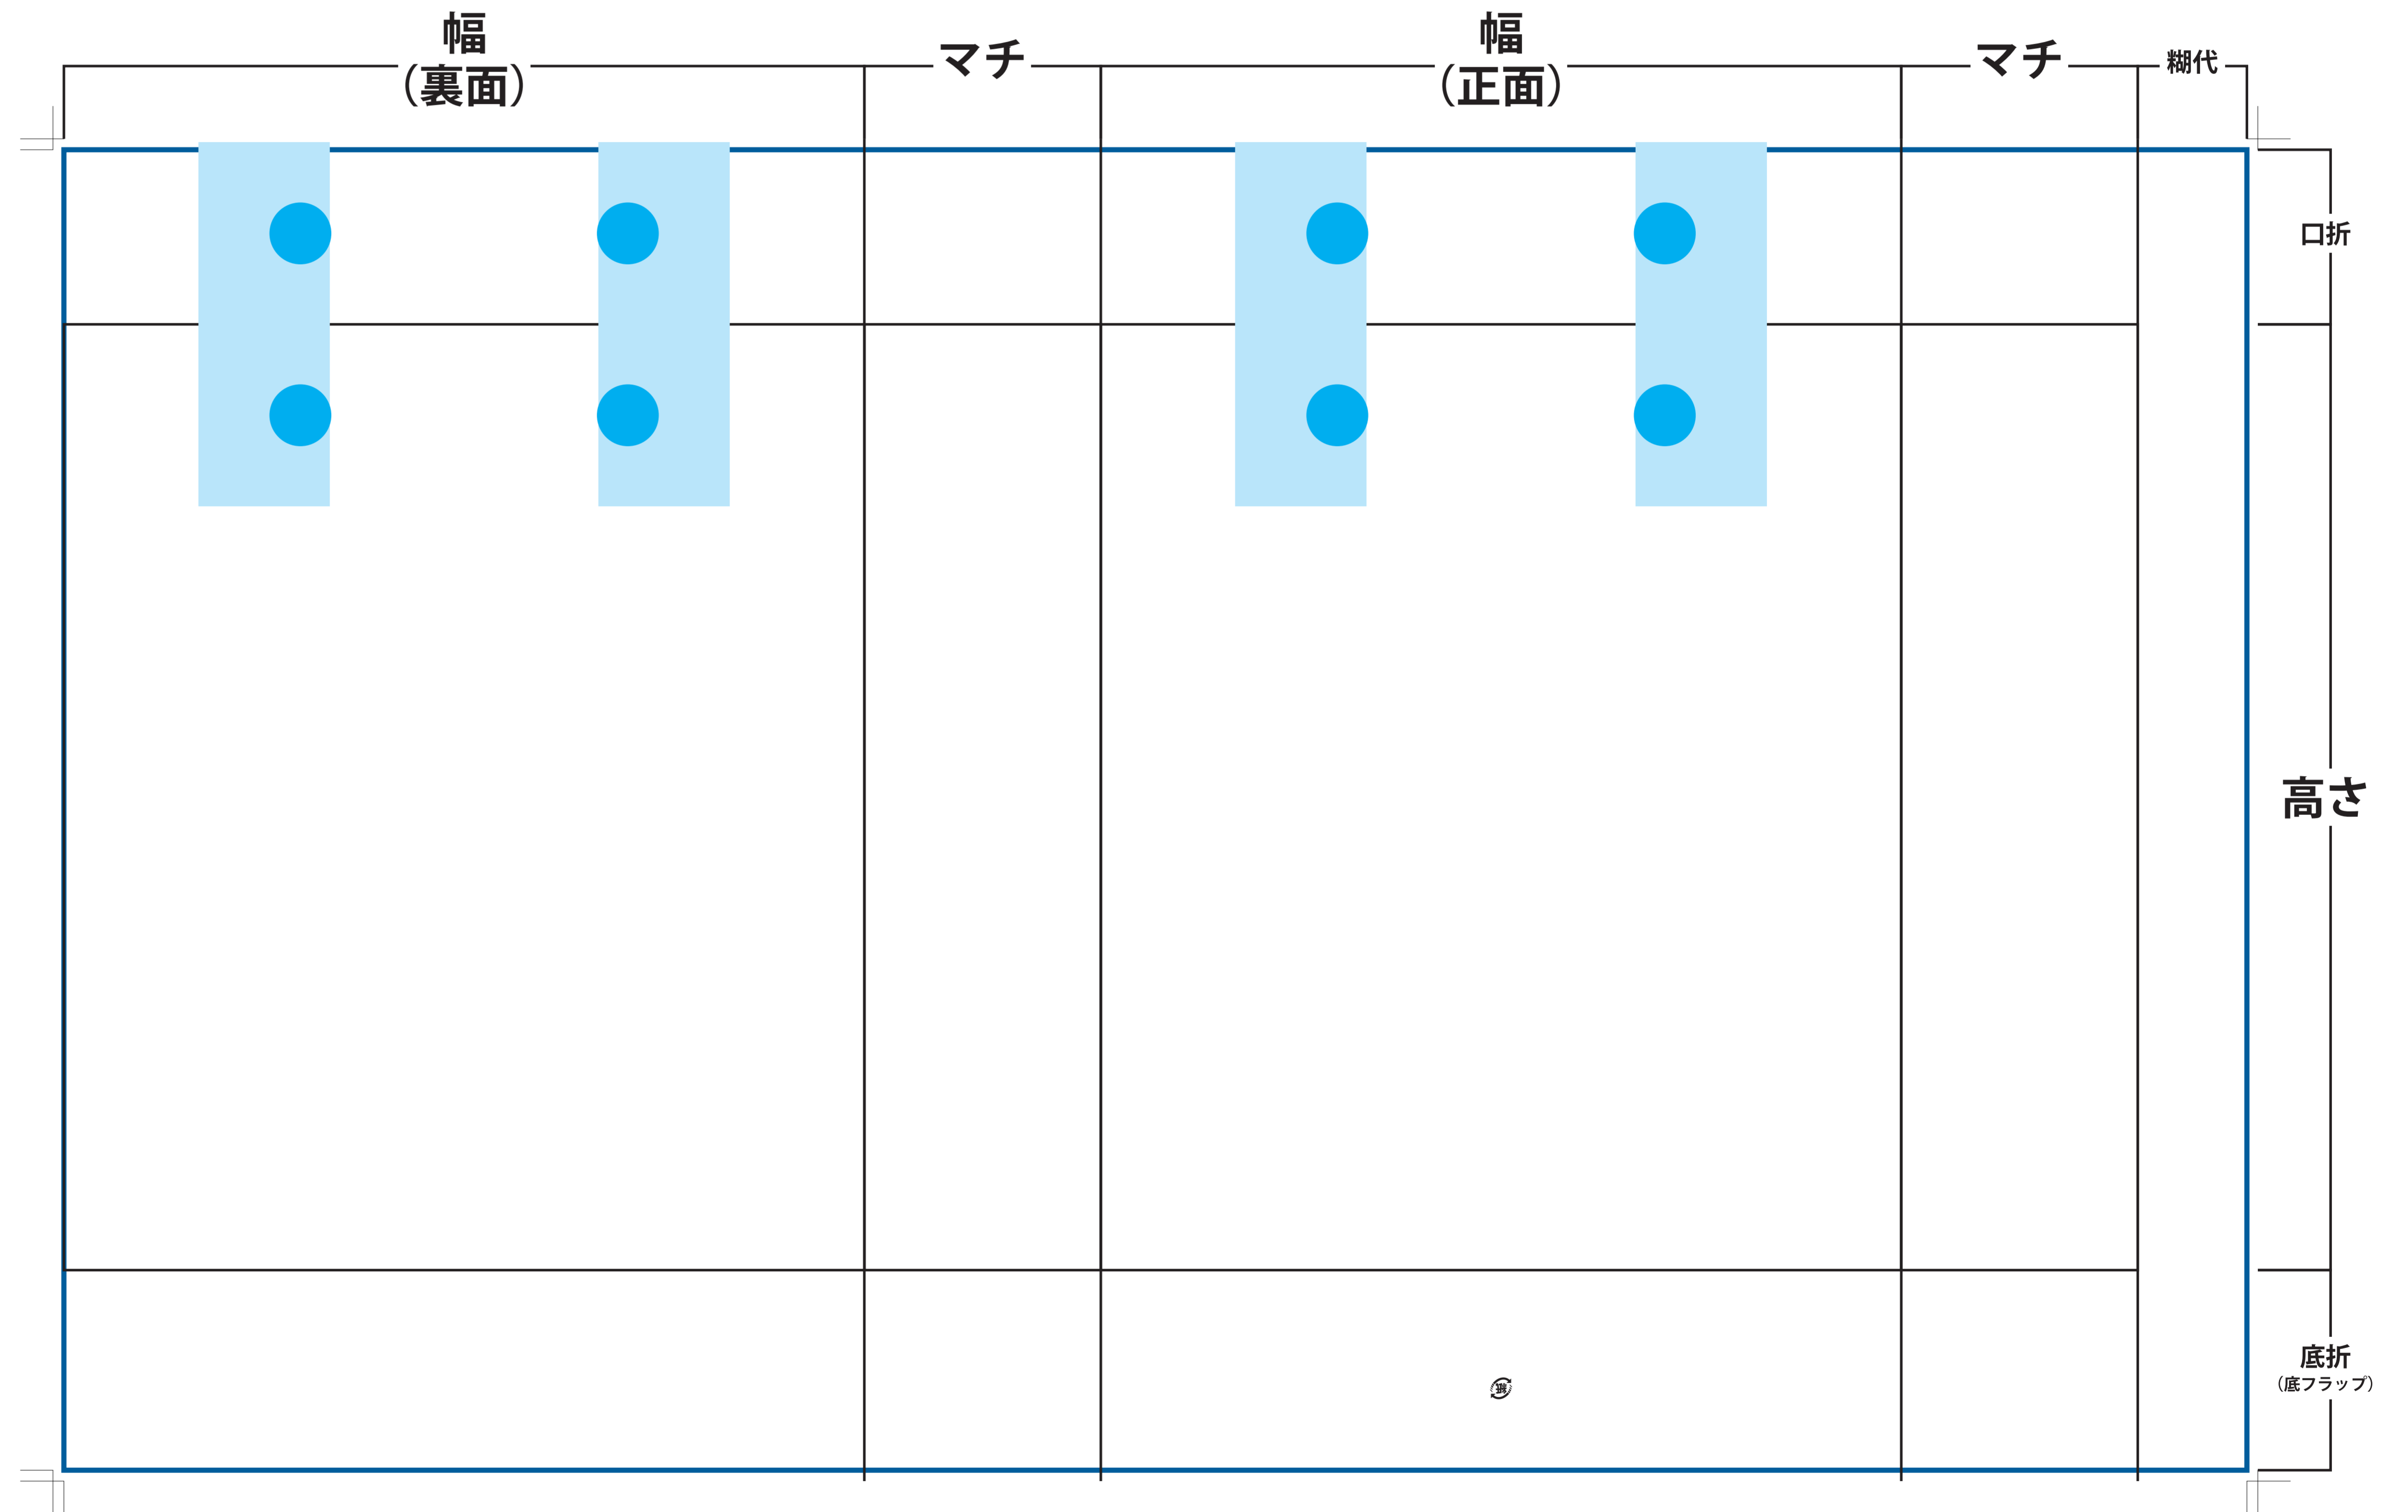 幅
（裏面）
マチ
幅
（正面）
マチ
糊代
口折
高さ
底折
（底フラップ）
紙